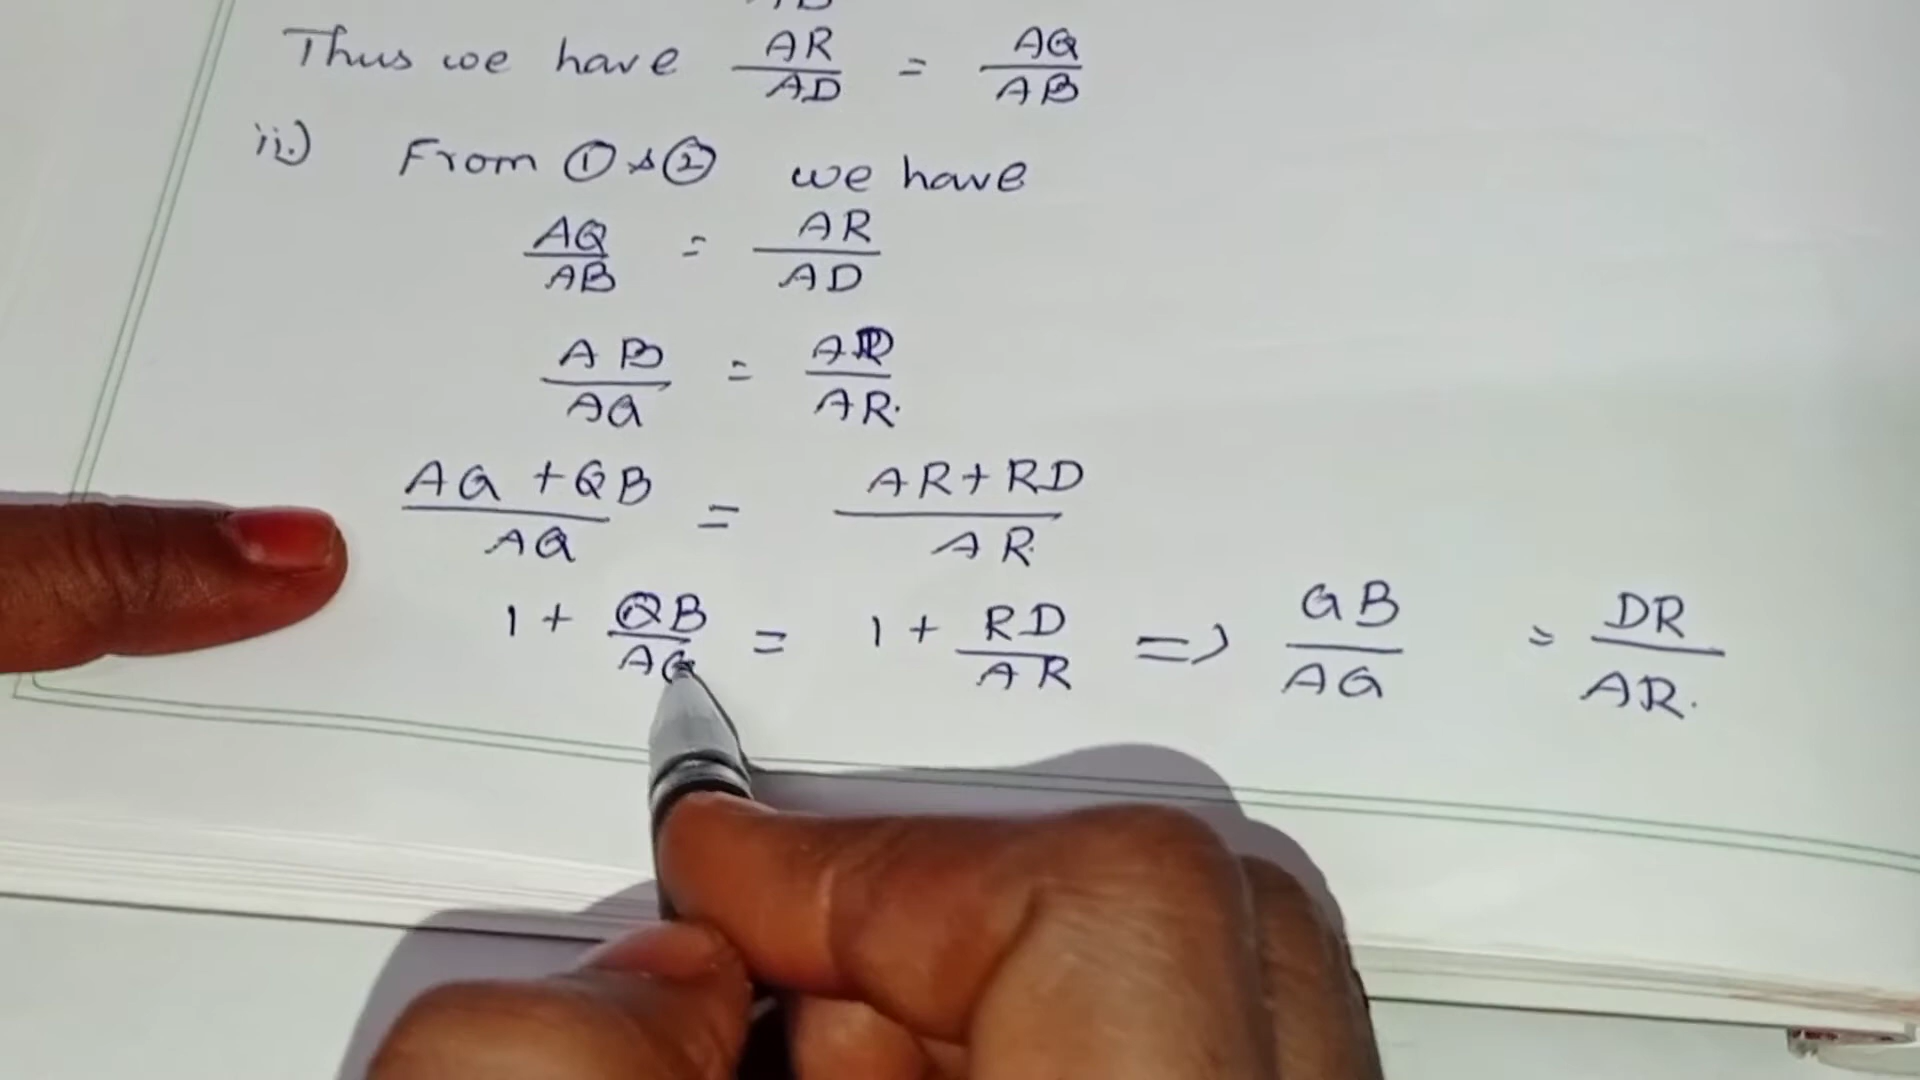 Thus we have AR/AD = AQ/AB
ii.) From ① & ② we have
AQ/AB = AR/AD
AB/AQ = AD/AR.
AQ + QB/AQ = AR + RD/AR.
1 + QB/AQ = 1 + RD/AR => QB/AQ = DR/AR.